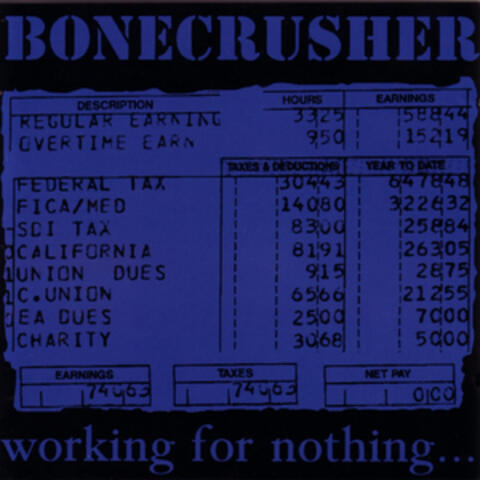 BONECRUSHER
DESCRIPTION HOURS EARNINGS
REGULAR EARNING 3325 58844
OVERTIME EARN 950 15219
TAXES & DEDUCTIONS YEAR TO DATE
FEDERAL TAX 30443 647848
FICA/MED 14080 322632
SDI TAX 8300 25884
CALIFORNIA 8191 26305
UNION DUES 915 2875
C.UNION 6566 21255
EA DUES 2500 7000
CHARITY 3068 5000
EARNINGS TAXES NET PAY
74063 74063 000
working for nothing...